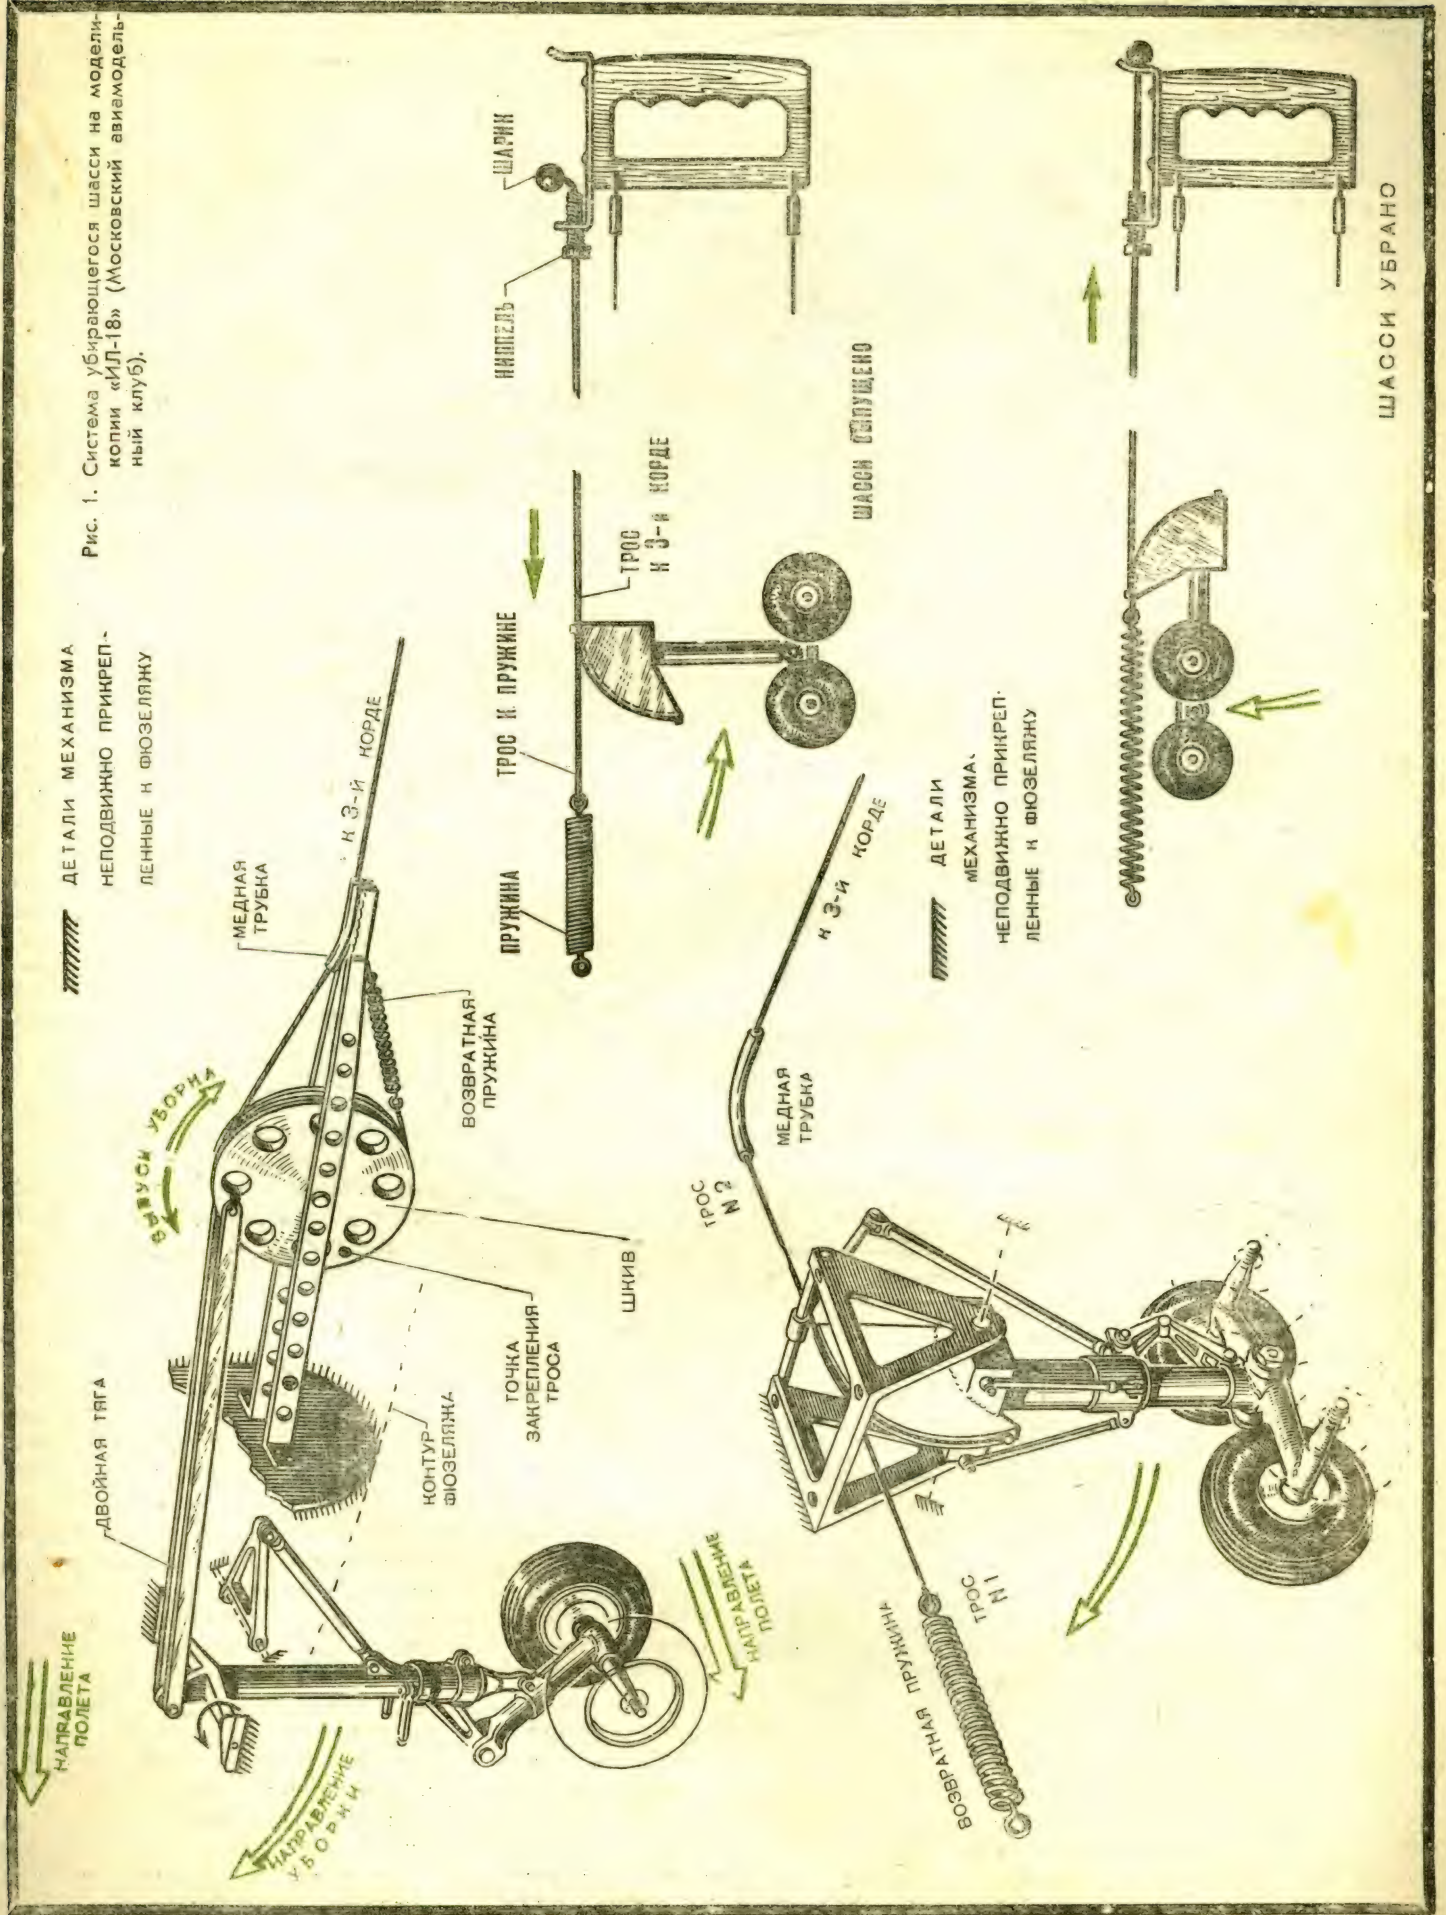 Рис. 1. Система убирающегося шасси на модели-
копии «ИЛ-18» (Московский авиамодель-
ный клуб).
НАПРАВЛЕНИЕ
ПОЛЕТА
ДВОЙНАЯ ТЯГА
ВЫПУСК УБОРКА
ДЕТАЛИ МЕХАНИЗМА
НЕПОДВИЖНО ПРИКРЕП-
ЛЕННЫЕ К ФЮЗЕЛЯЖУ
МЕДНАЯ
ТРУБКА
К 3-Й КОРДЕ
ВОЗВРАТНАЯ
ПРУЖИНА
ШКИВ
ТОЧКА
ЗАКРЕПЛЕНИЯ
ТРОСА
КОНТУР
ФЮЗЕЛЯЖА
НАПРАВЛЕНИЕ
УБОРКИ
НАПРАВЛЕНИЕ
ПОЛЕТА
ПРУЖИНА
ТРОС К ПРУЖИНЕ
ТРОС
К 3-Й КОРДЕ
НИППЕЛЬ
ШАРИК
ШАССИ ОПУЩЕНО
ТРОС
N 2
МЕДНАЯ
ТРУБКА
К 3-Й КОРДЕ
ВОЗВРАТНАЯ ПРУЖИНА
ТРОС
N 1
ДЕТАЛИ
МЕХАНИЗМА.
НЕПОДВИЖНО ПРИКРЕП-
ЛЕННЫЕ К ФЮЗЕЛЯЖУ
ШАССИ УБРАНО